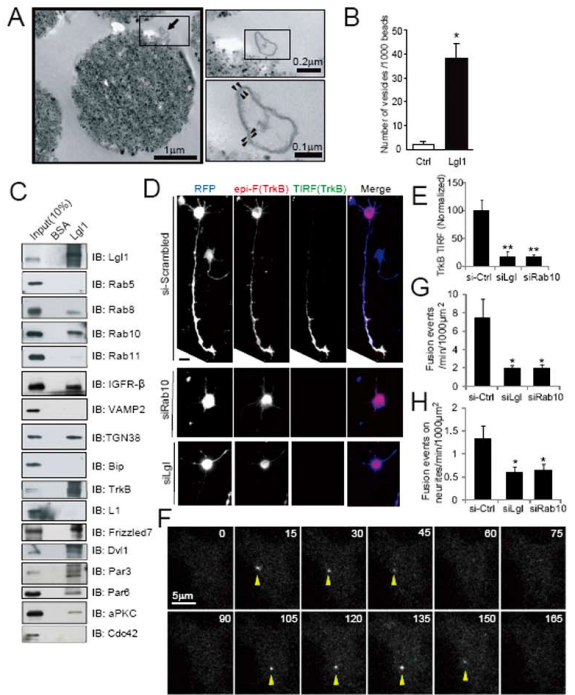 A
1μm
0.2μm
0.1μm
B
Number of vesicles /1000 beads
50
40
30
20
10
0
*
Ctrl
Lgl1
C
Input(10%)
BSA
Lgl1
IB: Lgl1
IB: Rab5
IB: Rab8
IB: Rab10
IB: Rab11
IB: IGFR-β
IB: VAMP2
IB:TGN38
IB: Bip
IB: TrkB
IB: L1
IB: Frizzled7
IB: Dvl1
IB: Par3
IB: Par6
IB: aPKC
IB: Cdc42
D
RFP
epi-F(TrkB)
TIRF(TrkB)
Merge
si-Scrambled
siRab10
siLgl
E
TrkB TIRF (Normalized)
150
100
50
0
**
**
si-Ctrl
siLgl
siRab10
G
Fusion events
/min/1000μm2
10
8
6
4
2
0
*
*
si-Ctrl
siLgl
siRab10
H
Fusion events on
neurites/min/1000μm2
2
1.5
1
0.5
0
*
*
si-Ctrl
siLgl
siRab10
F
0
15
30
45
60
75
5μm
90
105
120
135
150
165